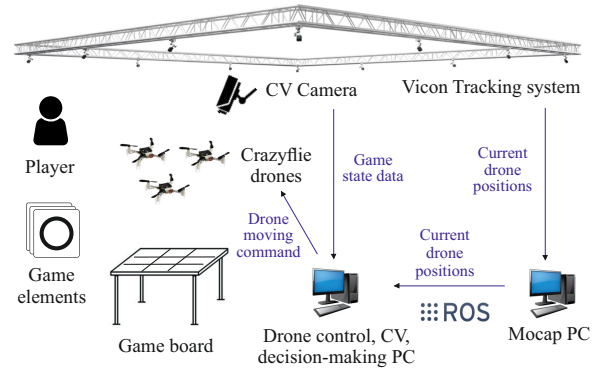 CV Camera
Vicon Tracking system
Player
Crazyflie
drones
Game
state data
Current
drone
positions
Drone
moving
command
Current
drone
positions
Game
elements
Game board
ROS
Drone control, CV,
decision-making PC
Mocap PC